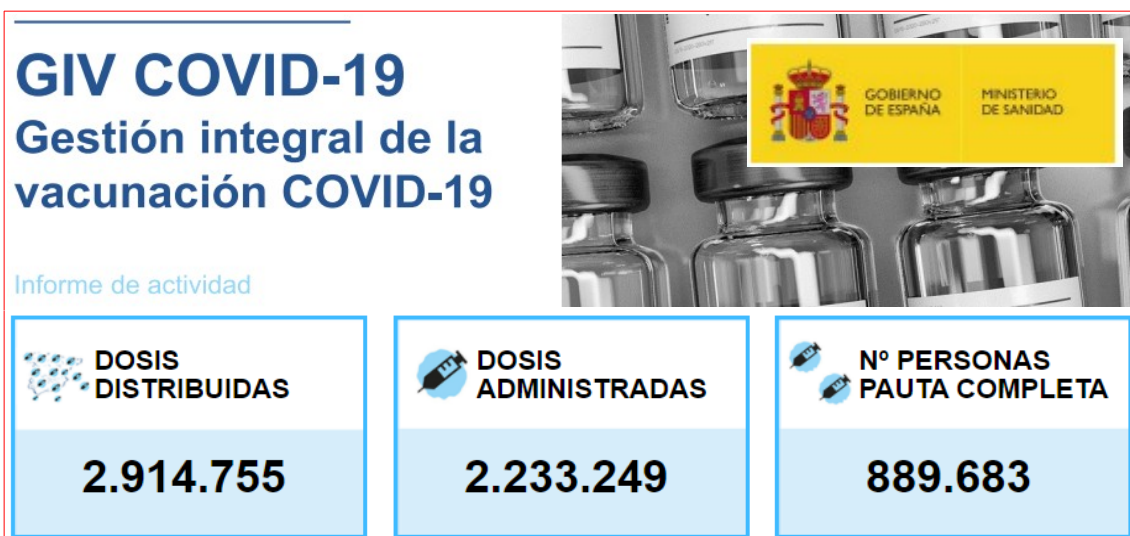 GIV COVID-19
Gestión integral de la
vacunación COVID-19
Informe de actividad
GOBIERNO
DE ESPAÑA
MINISTERIO
DE SANIDAD
DOSIS
DISTRIBUIDAS
2.914.755
DOSIS
ADMINISTRADAS
2.233.249
Nº PERSONAS
PAUTA COMPLETA
889.683